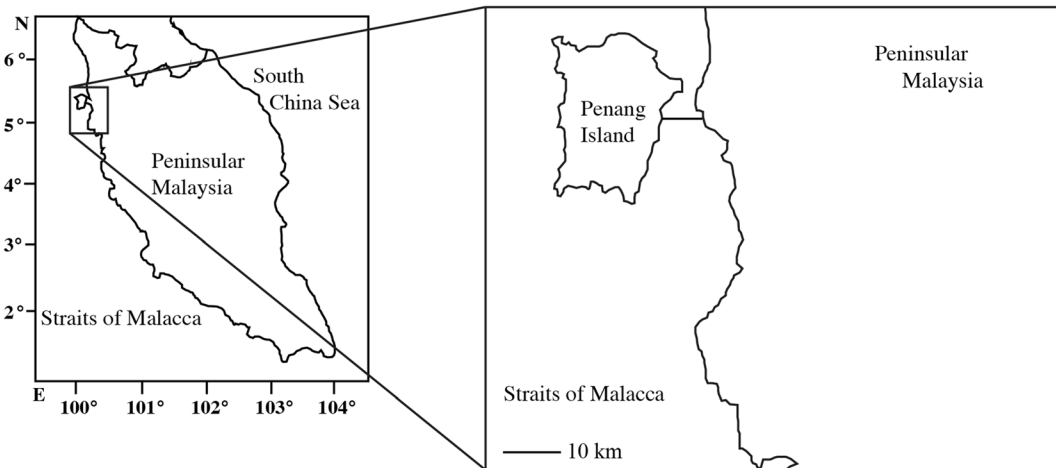 N
6°
5°
4°
3°
2°
E
100°
101°
102°
103°
104°
South
China Sea
Peninsular
Malaysia
Straits of Malacca
Peninsular
Malaysia
Penang
Island
Straits of Malacca
10 km